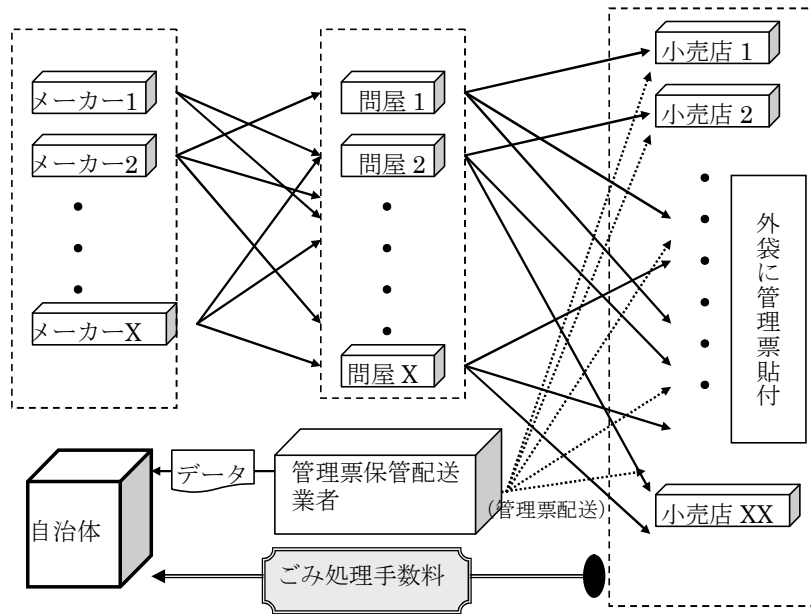 メーカー1
メーカー2
メーカーX
問屋 1
問屋 2
問屋 X
小売店 1
小売店 2
外袋に管理票貼付
小売店 XX
自治体
データ
管理票保管配送
業者
(管理票配送)
ごみ処理手数料